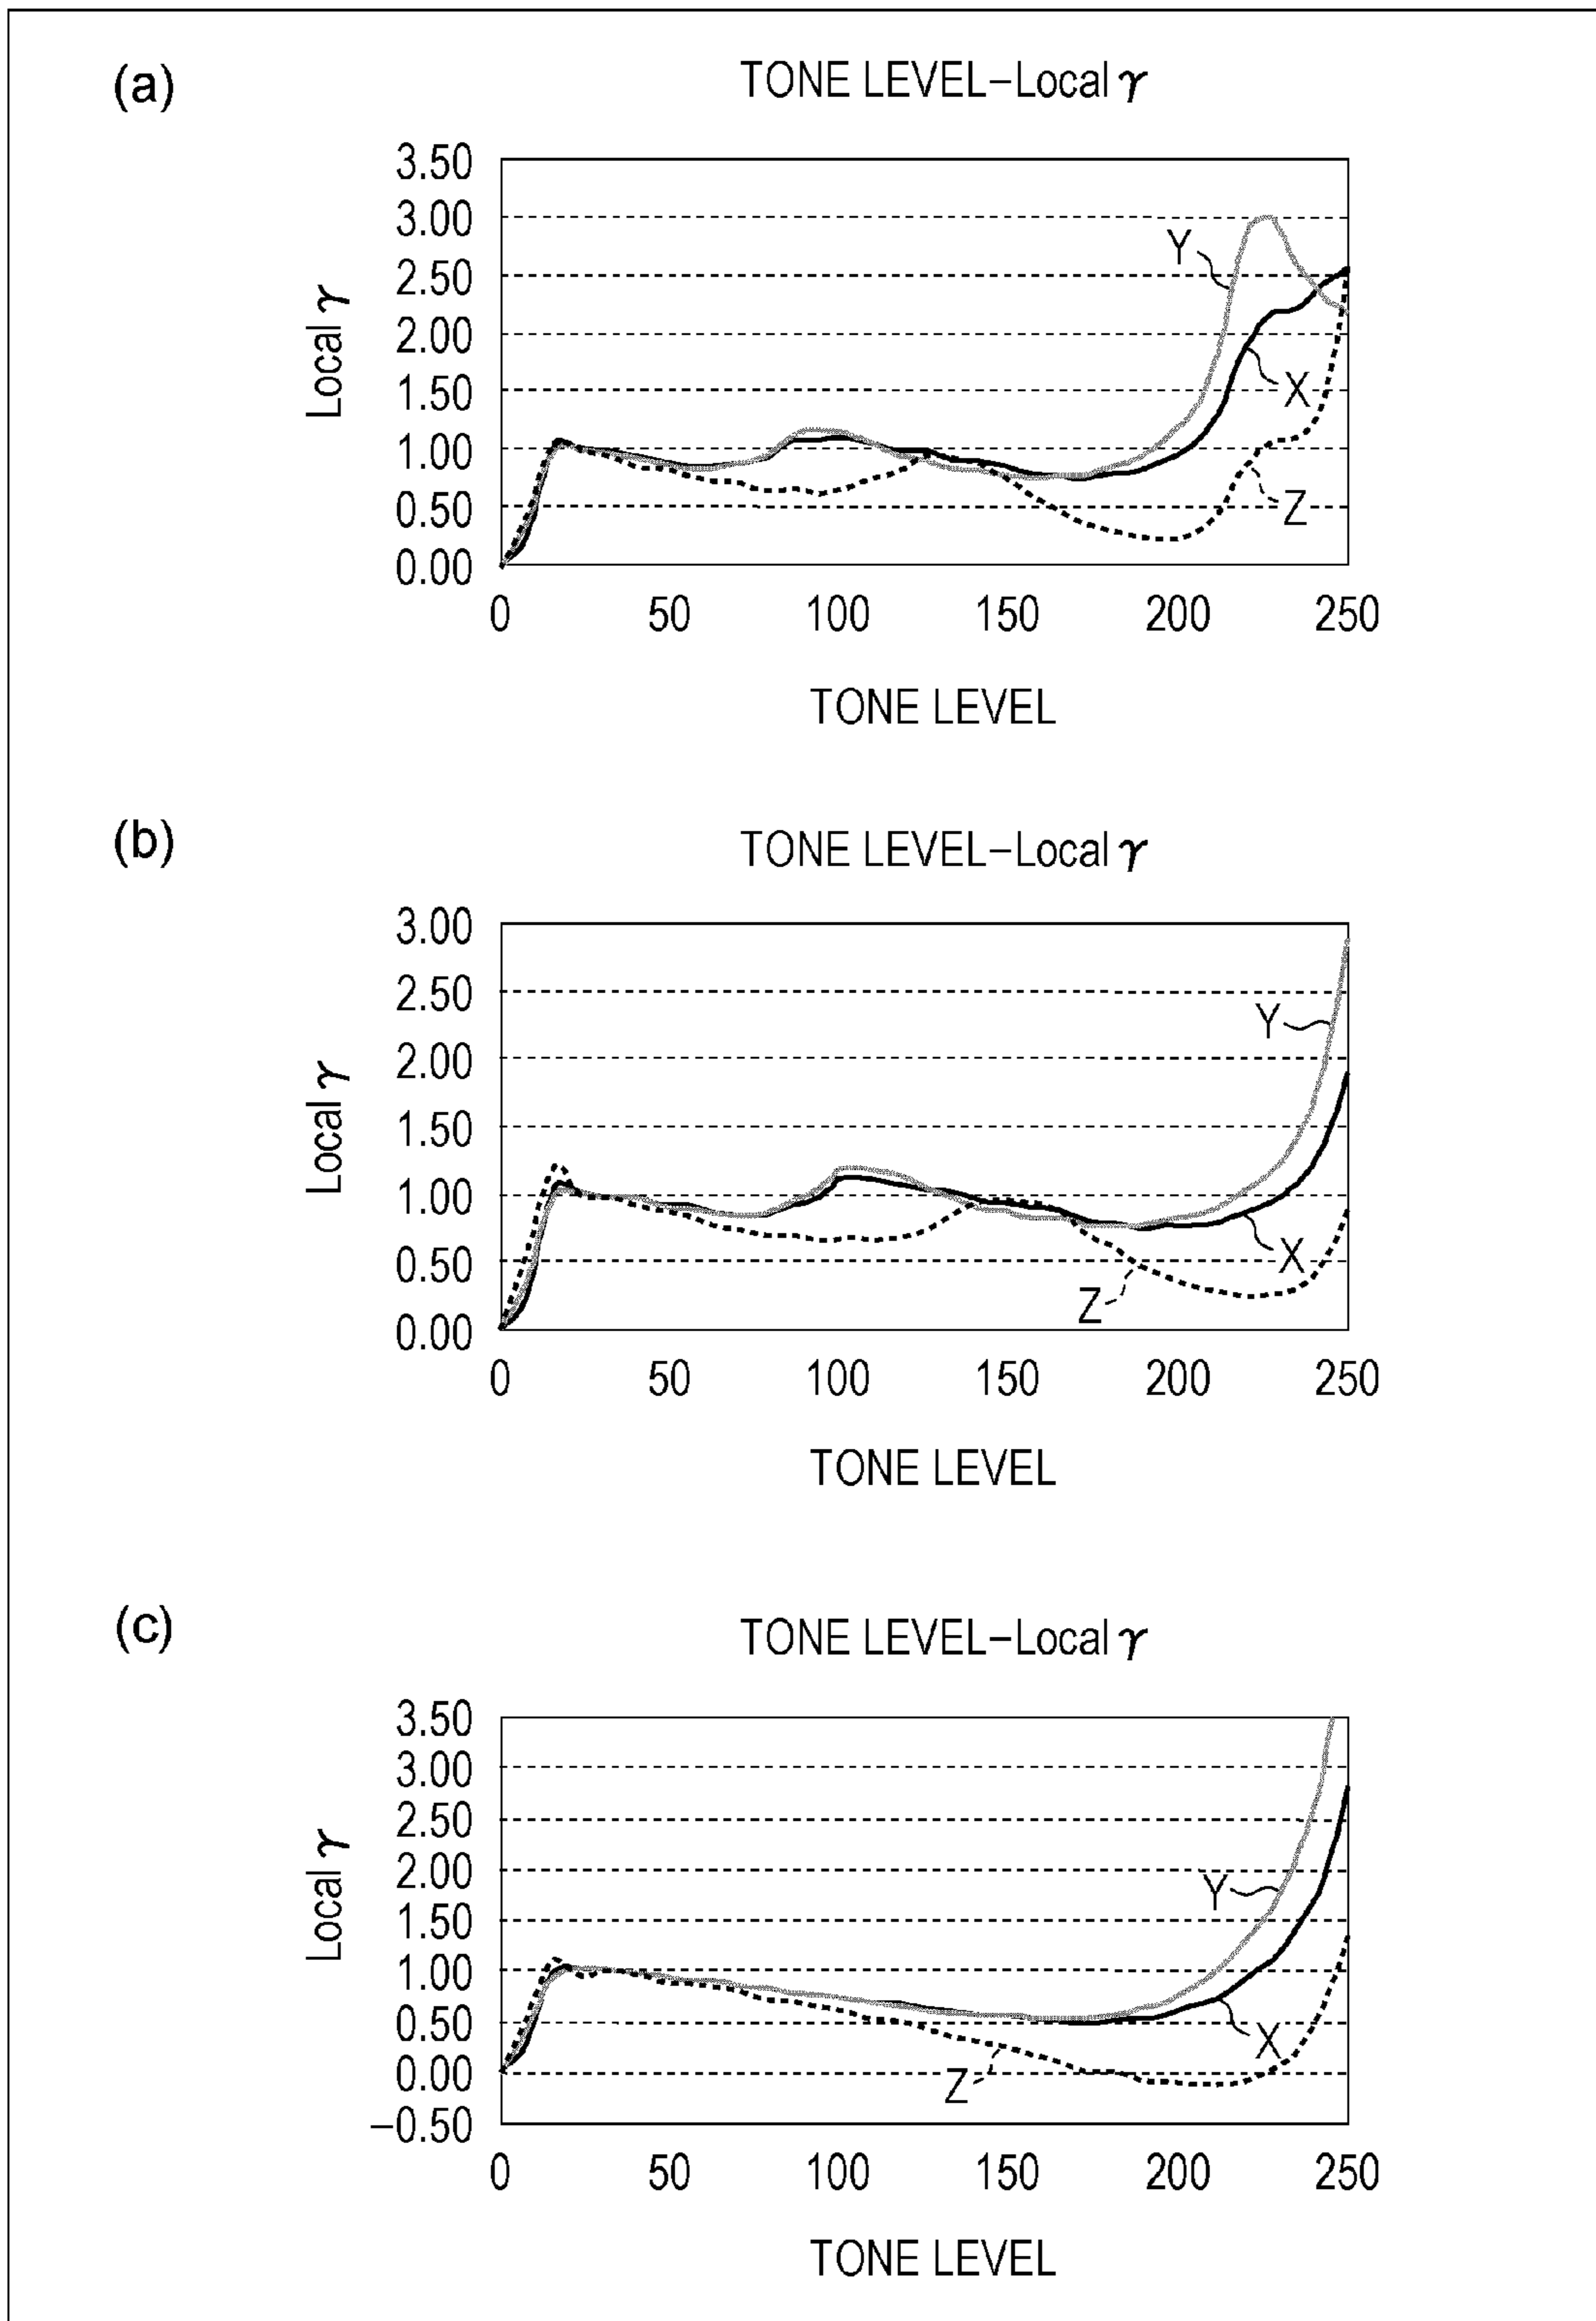 (a)
TONE LEVEL–Local γ
3.50
3.00
2.50
2.00
1.50
1.00
0.50
0.00
Local γ
Y
X
Z
0 50 100 150 200 250
TONE LEVEL
(b)
TONE LEVEL–Local γ
3.00
2.50
2.00
1.50
1.00
0.50
0.00
Local γ
Y
X
Z
0 50 100 150 200 250
TONE LEVEL
(c)
TONE LEVEL–Local γ
3.50
3.00
2.50
2.00
1.50
1.00
0.50
0.00
–0.50
Local γ
Y
X
Z
0 50 100 150 200 250
TONE LEVEL